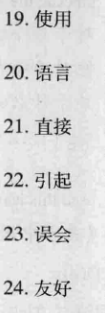 19. 使用
20. 语言
21. 直接
22. 引起
23. 误会
24. 友好